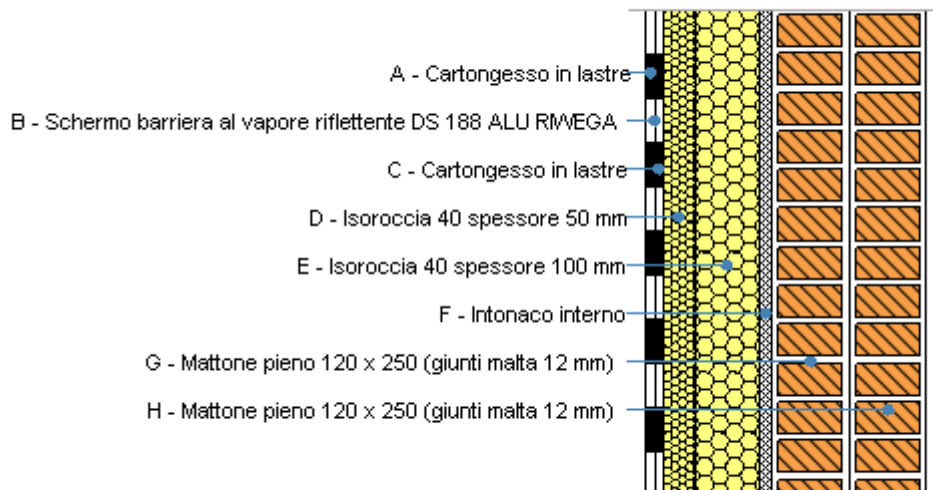 A - Cartongesso in lastre
B - Schermo barriera al vapore riflettente DS 188 ALU RIWEGA
C - Cartongesso in lastre
D - Isoroccia 40 spessore 50 mm
E - Isoroccia 40 spessore 100 mm
F - Intonaco interno
G - Mattone pieno 120 x 250 (giunti malta 12 mm)
H - Mattone pieno 120 x 250 (giunti malta 12 mm)